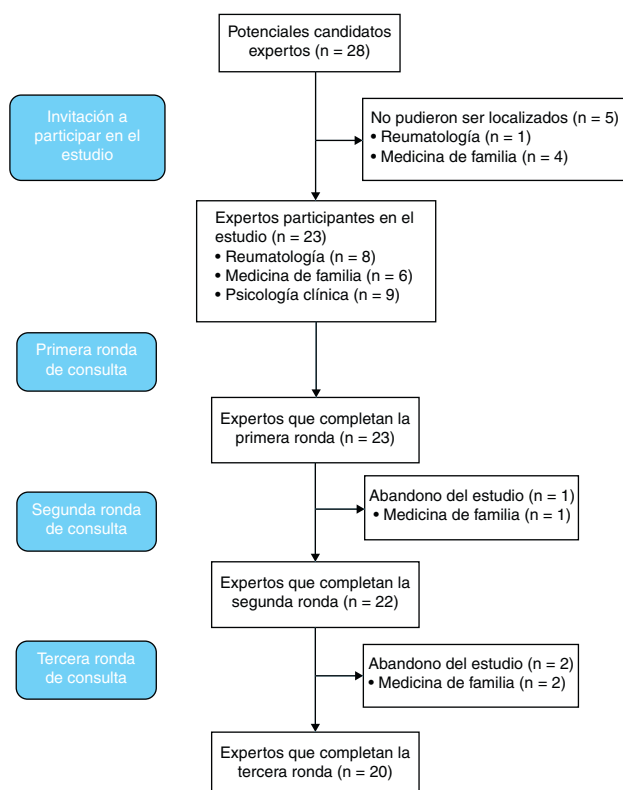 Potenciales candidatos
expertos (n = 28)
Invitación a
participar en el
estudio
No pudieron ser localizados (n = 5)
• Reumatología (n = 1)
• Medicina de familia (n = 4)
Expertos participantes en el
estudio (n = 23)
• Reumatología (n = 8)
• Medicina de familia (n = 6)
• Psicología clínica (n = 9)
Primera ronda
de consulta
Expertos que completan la
primera ronda (n = 23)
Segunda ronda
de consulta
Abandono del estudio (n = 1)
• Medicina de familia (n = 1)
Expertos que completan la
segunda ronda (n = 22)
Tercera ronda
de consulta
Abandono del estudio (n = 2)
• Medicina de familia (n = 2)
Expertos que completan la
tercera ronda (n = 20)